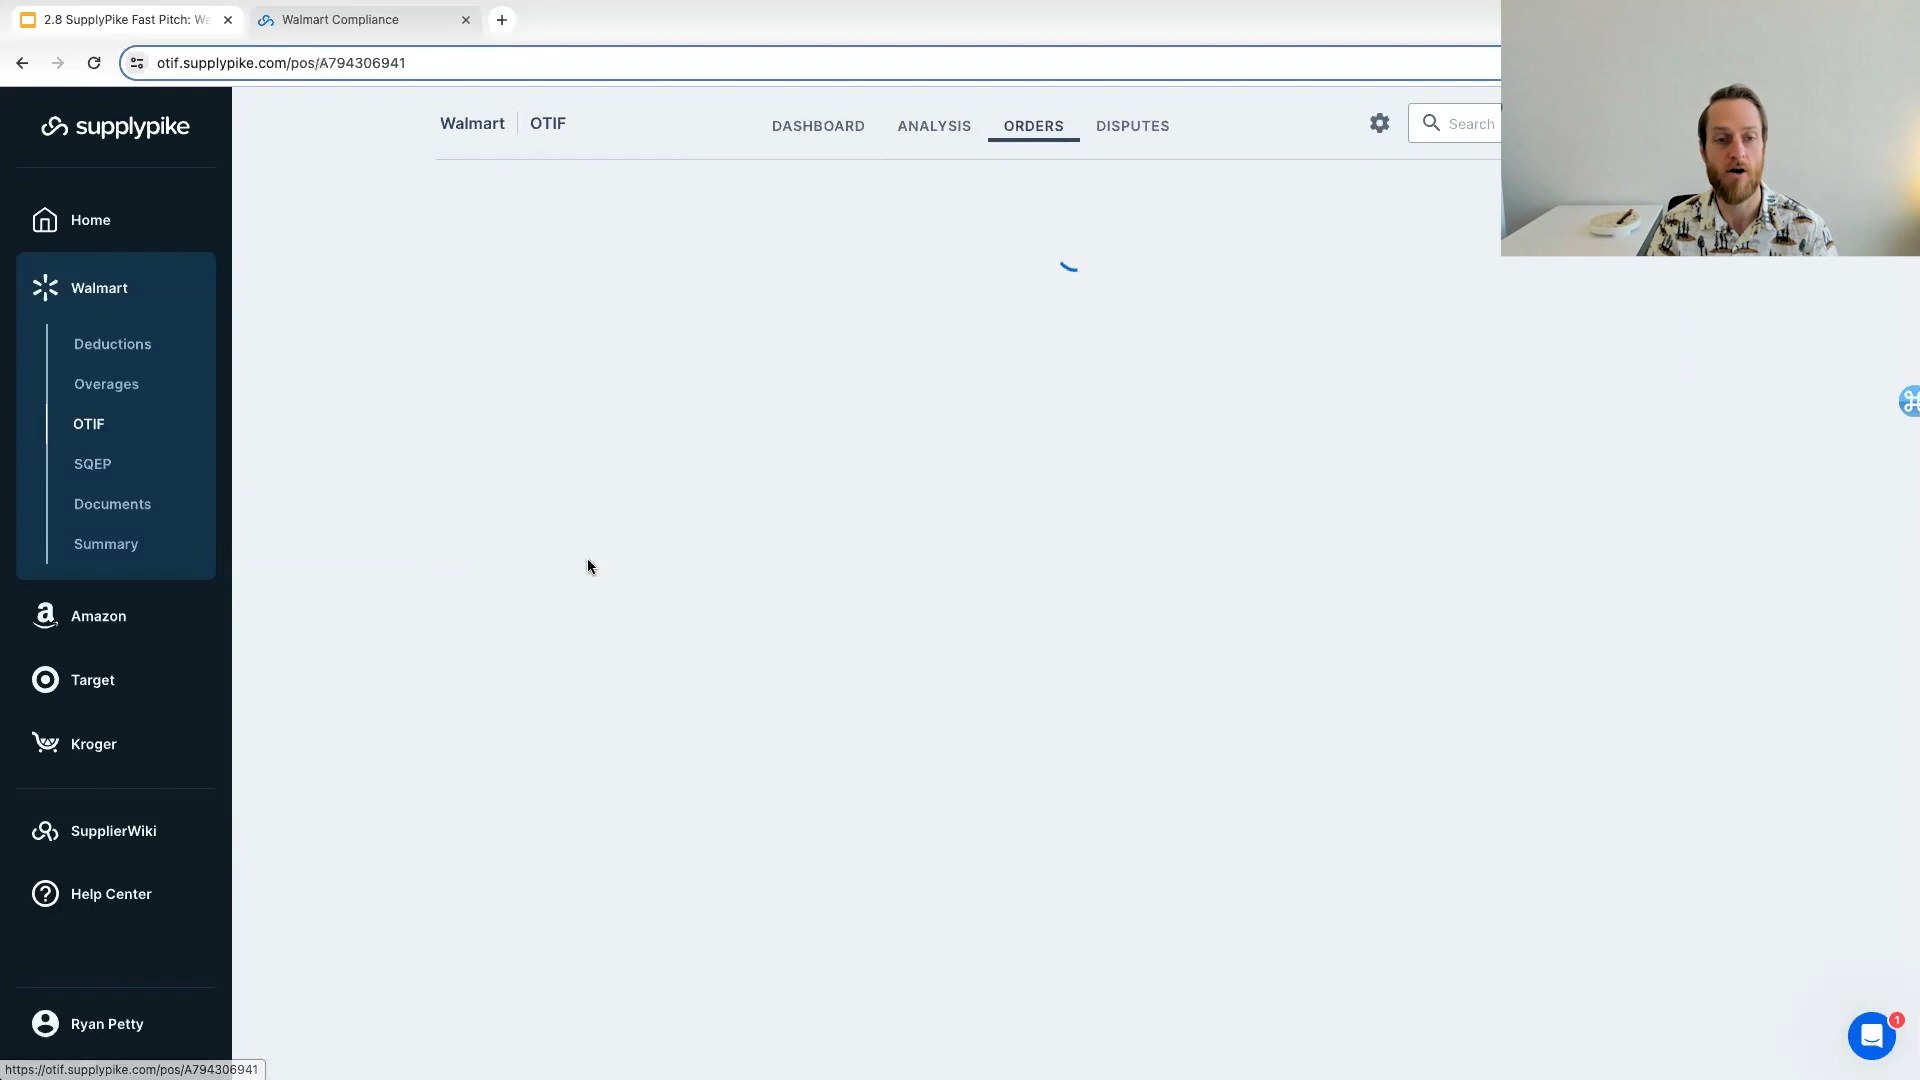 2.8 SupplyPike Fast Pitch: Wa
Walmart Compliance
otif.supplypike.com/pos/A794306941
supplypike
Walmart
OTIF
DASHBOARD
ANALYSIS
ORDERS
DISPUTES
Search
Home
Walmart
Deductions
Overages
OTIF
SQEP
Documents
Summary
Amazon
Target
Kroger
SupplierWiki
Help Center
Ryan Petty
1
https://otif.supplypike.com/pos/A794306941